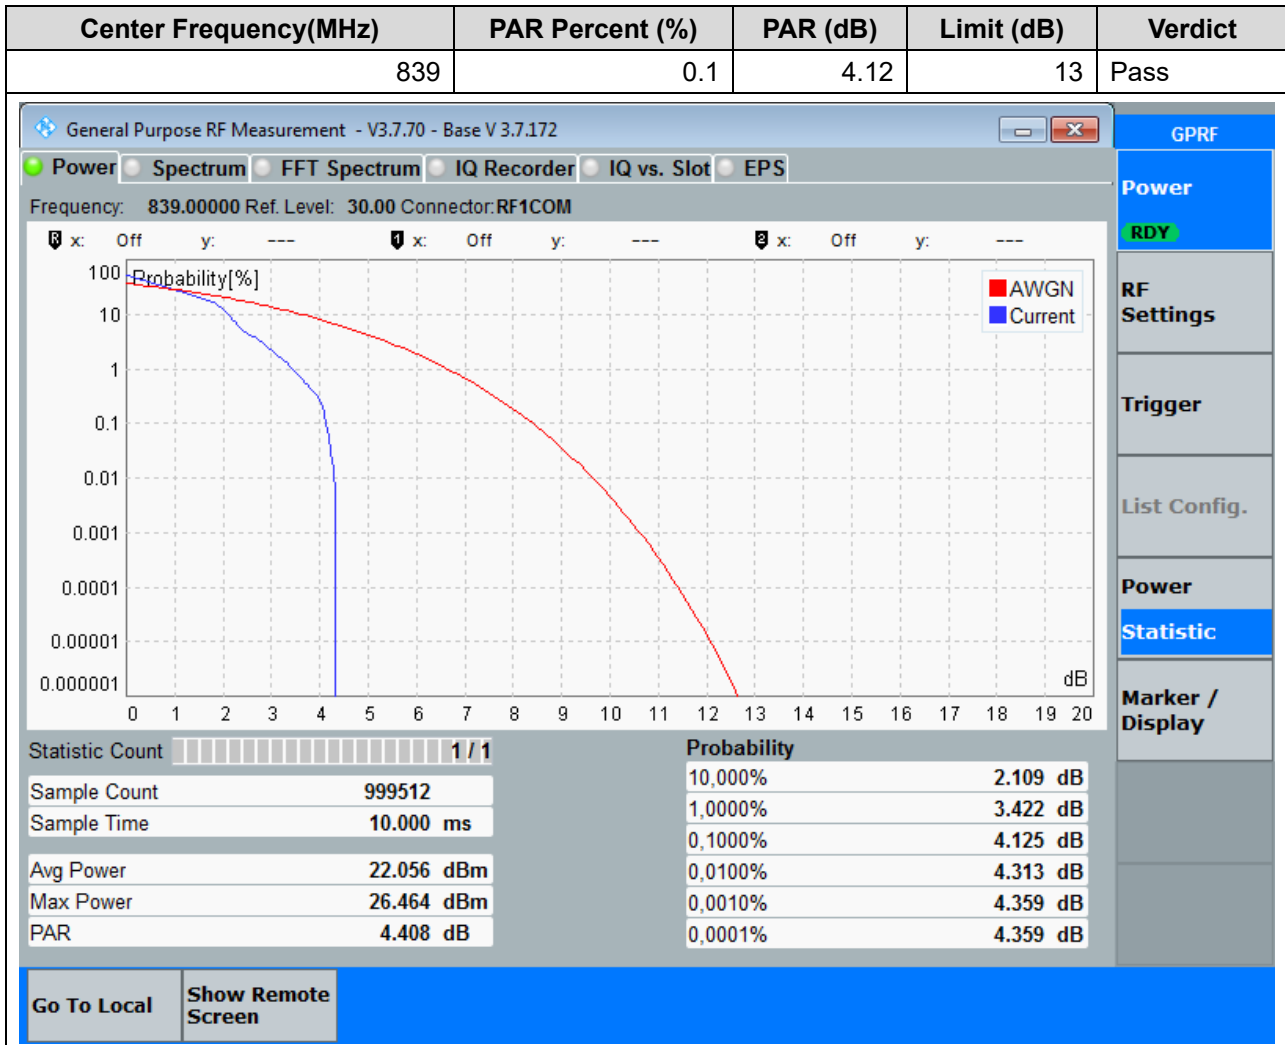 Center Frequency(MHz) PAR Percent (%) PAR (dB) Limit (dB) Verdict
839 0.1 4.12 13 Pass
General Purpose RF Measurement - V3.7.70 - Base V 3.7.172
GPRF
Power Spectrum FFT Spectrum IQ Recorder IQ vs. Slot EPS
Frequency: 839.00000 Ref. Level: 30.00 Connector: RF1COM
R x: Off y: --- 1 x: Off y: --- 2 x: Off y: ---
Probability[%]
AWGN
Current
100
10
1
0.1
0.01
0.001
0.0001
0.00001
0.000001
dB
0 1 2 3 4 5 6 7 8 9 10 11 12 13 14 15 16 17 18 19 20
Statistic Count 1 / 1
Sample Count 999512
Sample Time 10.000 ms
Avg Power 22.056 dBm
Max Power 26.464 dBm
PAR 4.408 dB
Probability
10,000% 2.109 dB
1,0000% 3.422 dB
0,1000% 4.125 dB
0,0100% 4.313 dB
0,0010% 4.359 dB
0,0001% 4.359 dB
Power
RDY
RF
Settings
Trigger
List Config.
Power
Statistic
Marker /
Display
Go To Local
Show Remote
Screen